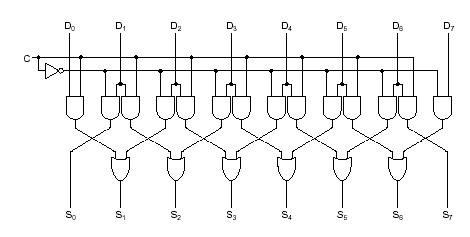 D0 D1 D2 D3 D4 D5 D6 D7
C
S0 S1 S2 S3 S4 S5 S6 S7